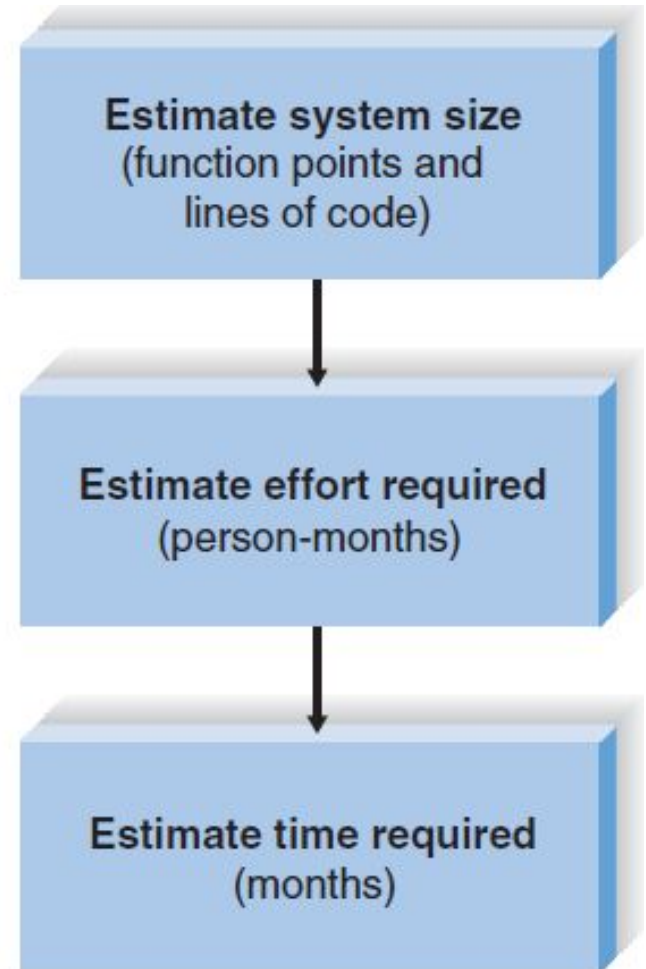 Estimate system size
(function points and
lines of code)
Estimate effort required
(person-months)
Estimate time required
(months)